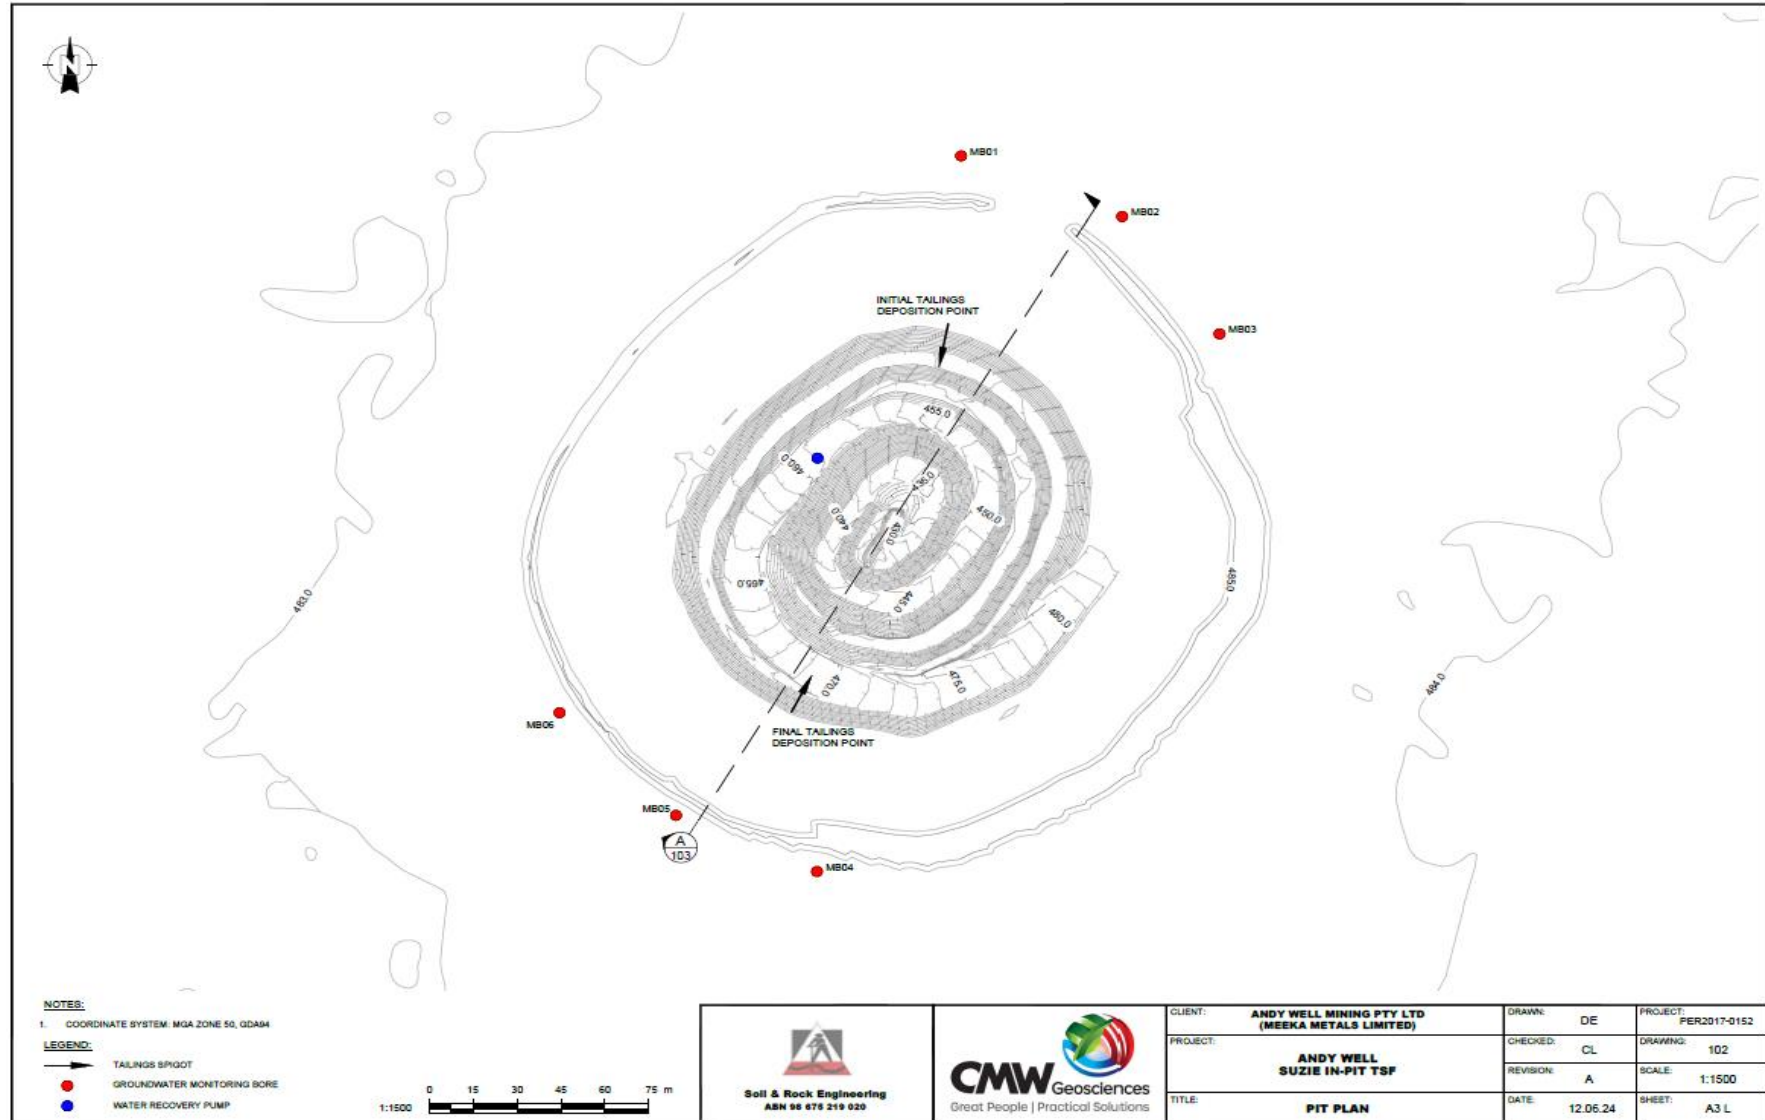 N
MB01
MB02
INITIAL TAILINGS
DEPOSITION POINT
MB03
455.0
460.0
435.0
450.0
440.0
430.0
465.0
445.0
485.0
480.0
483.0
470.0
475.0
484.0
MB06
FINAL TAILINGS
DEPOSITION POINT
MB05
A
103
MB04
NOTES:
1. COORDINATE SYSTEM: MGA ZONE 50, GDA94
LEGEND:
TAILINGS SPIGOT
GROUNDWATER MONITORING BORE
WATER RECOVERY PUMP
1:1500
0 15 30 45 60 75 m
Soil & Rock Engineering
ABN 98 675 219 020
CMW Geosciences
Great People | Practical Solutions
CLIENT: ANDY WELL MINING PTY LTD
(MEEKA METALS LIMITED)
PROJECT: ANDY WELL
SUZIE IN-PIT TSF
TITLE: PIT PLAN
DRAWN: DE
CHECKED: CL
REVISION: A
DATE: 12.06.24
PROJECT: PER2017-0152
DRAWING: 102
SCALE: 1:1500
SHEET: A3 L